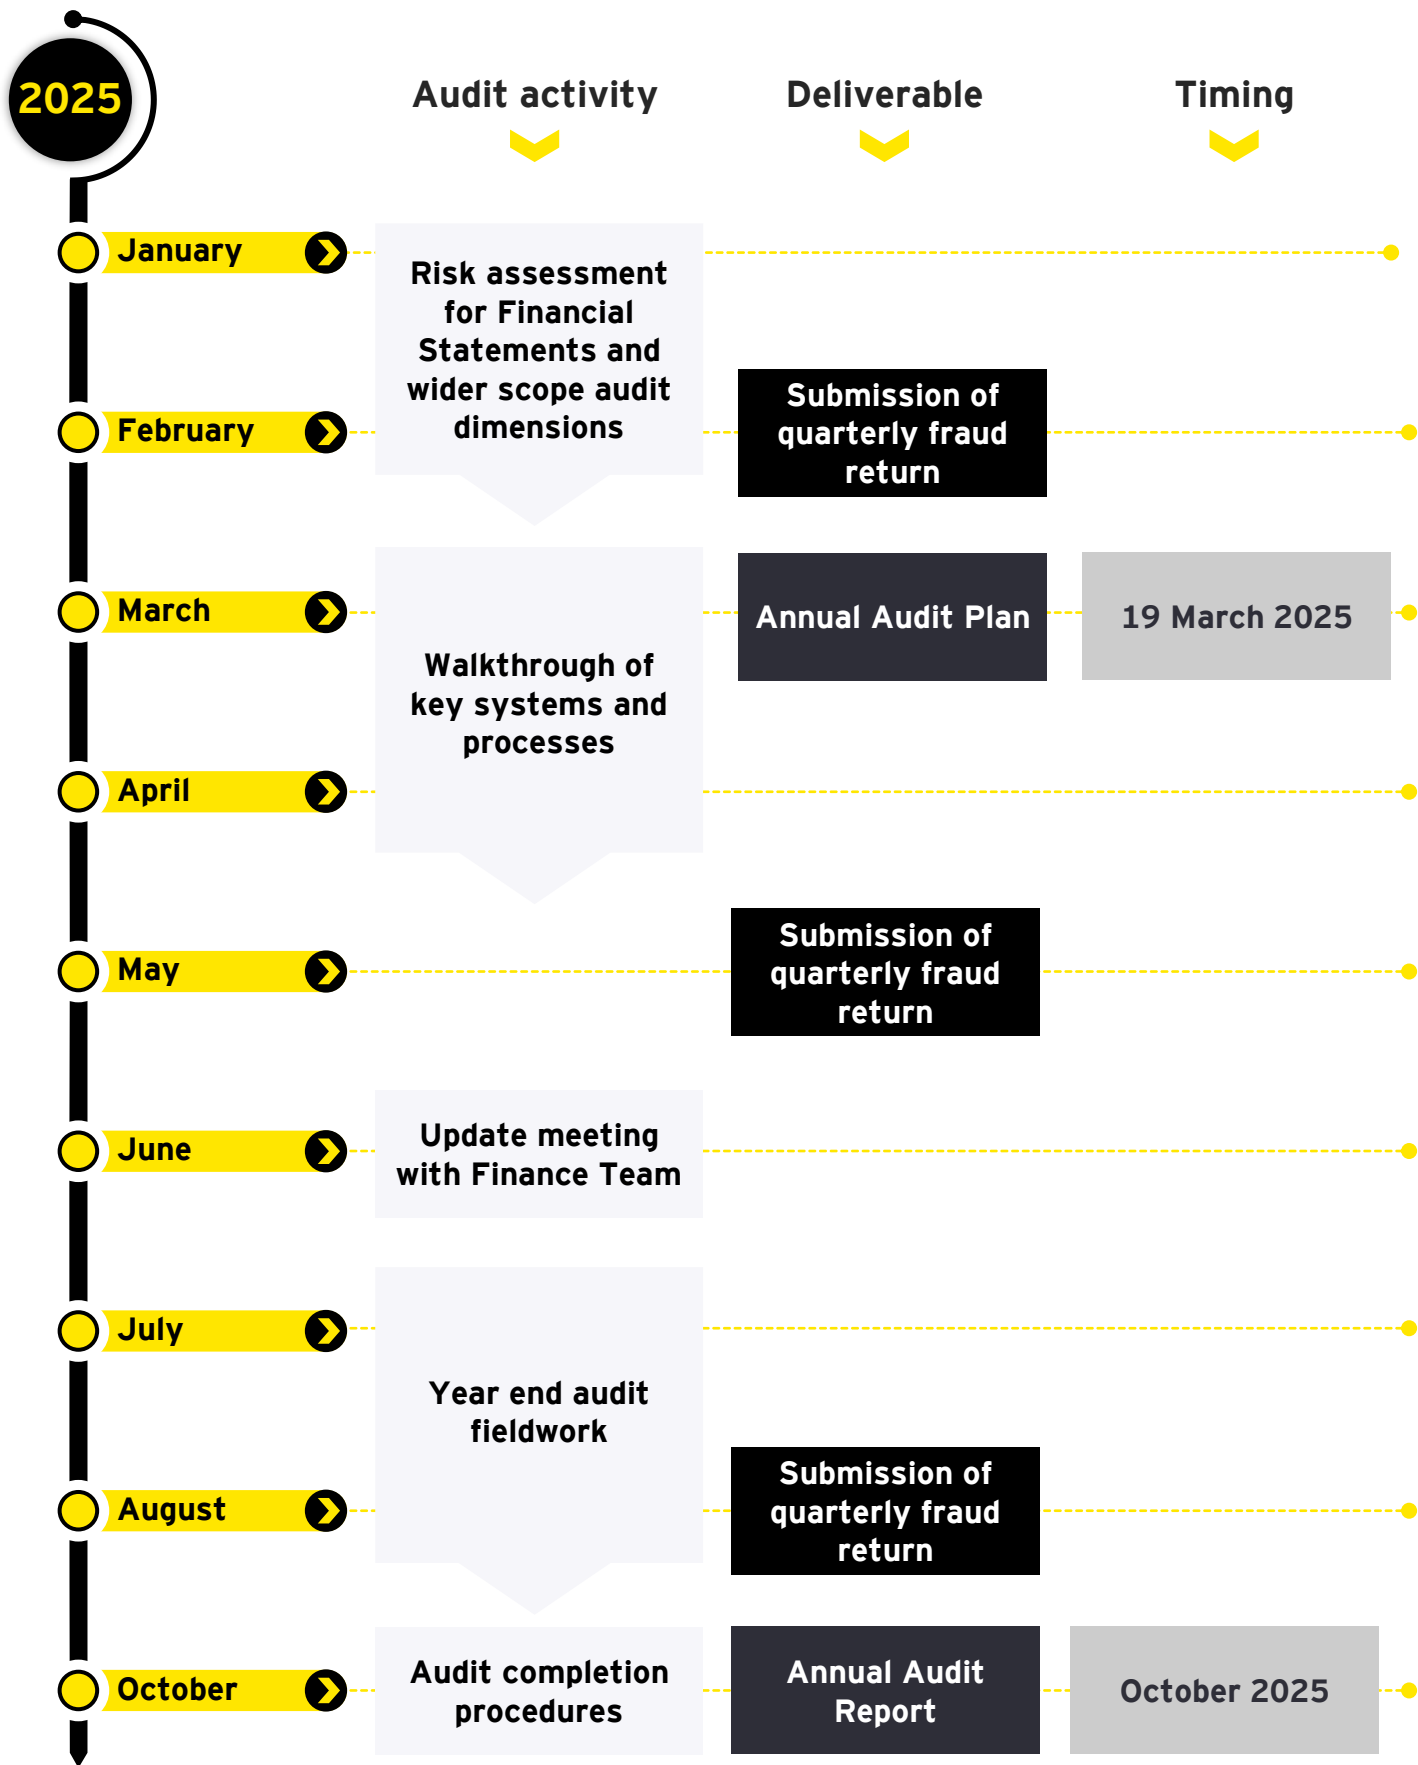 2025
Audit activity
Deliverable
Timing
January
Risk assessment
for Financial
Statements and
wider scope audit
dimensions
February
Submission of
quarterly fraud
return
March
Annual Audit Plan
19 March 2025
Walkthrough of
key systems and
processes
April
May
Submission of
quarterly fraud
return
June
Update meeting
with Finance Team
July
Year end audit
fieldwork
August
Submission of
quarterly fraud
return
October
Audit completion
procedures
Annual Audit
Report
October 2025